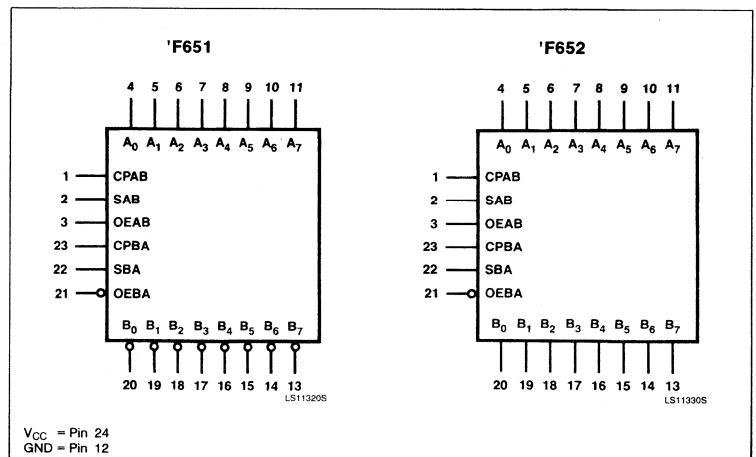 'F651
'F652
4 5 6 7 8 9 10 11
4 5 6 7 8 9 10 11
A0 A1 A2 A3 A4 A5 A6 A7
A0 A1 A2 A3 A4 A5 A6 A7
1 CPAB
2 SAB
3 OEAB
23 CPBA
22 SBA
21 OEBA
1 CPAB
2 SAB
3 OEAB
23 CPBA
22 SBA
21 OEBA
B0 B1 B2 B3 B4 B5 B6 B7
B0 B1 B2 B3 B4 B5 B6 B7
20 19 18 17 16 15 14 13
20 19 18 17 16 15 14 13
LS11320S
LS11330S
VCC = Pin 24
GND = Pin 12